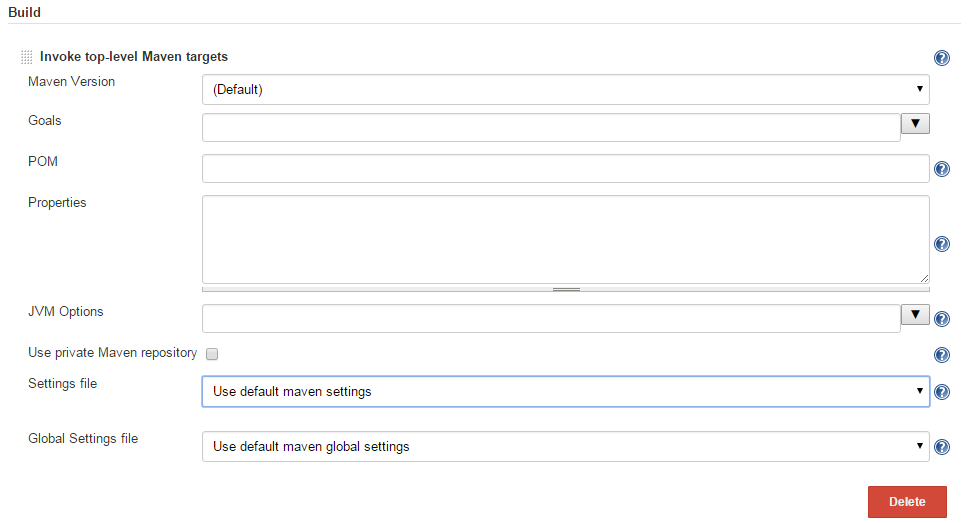 Build
Invoke top-level Maven targets
Maven Version
(Default)
Goals
POM
Properties
JVM Options
Use private Maven repository
Settings file
Use default maven settings
Global Settings file
Use default maven global settings
Delete